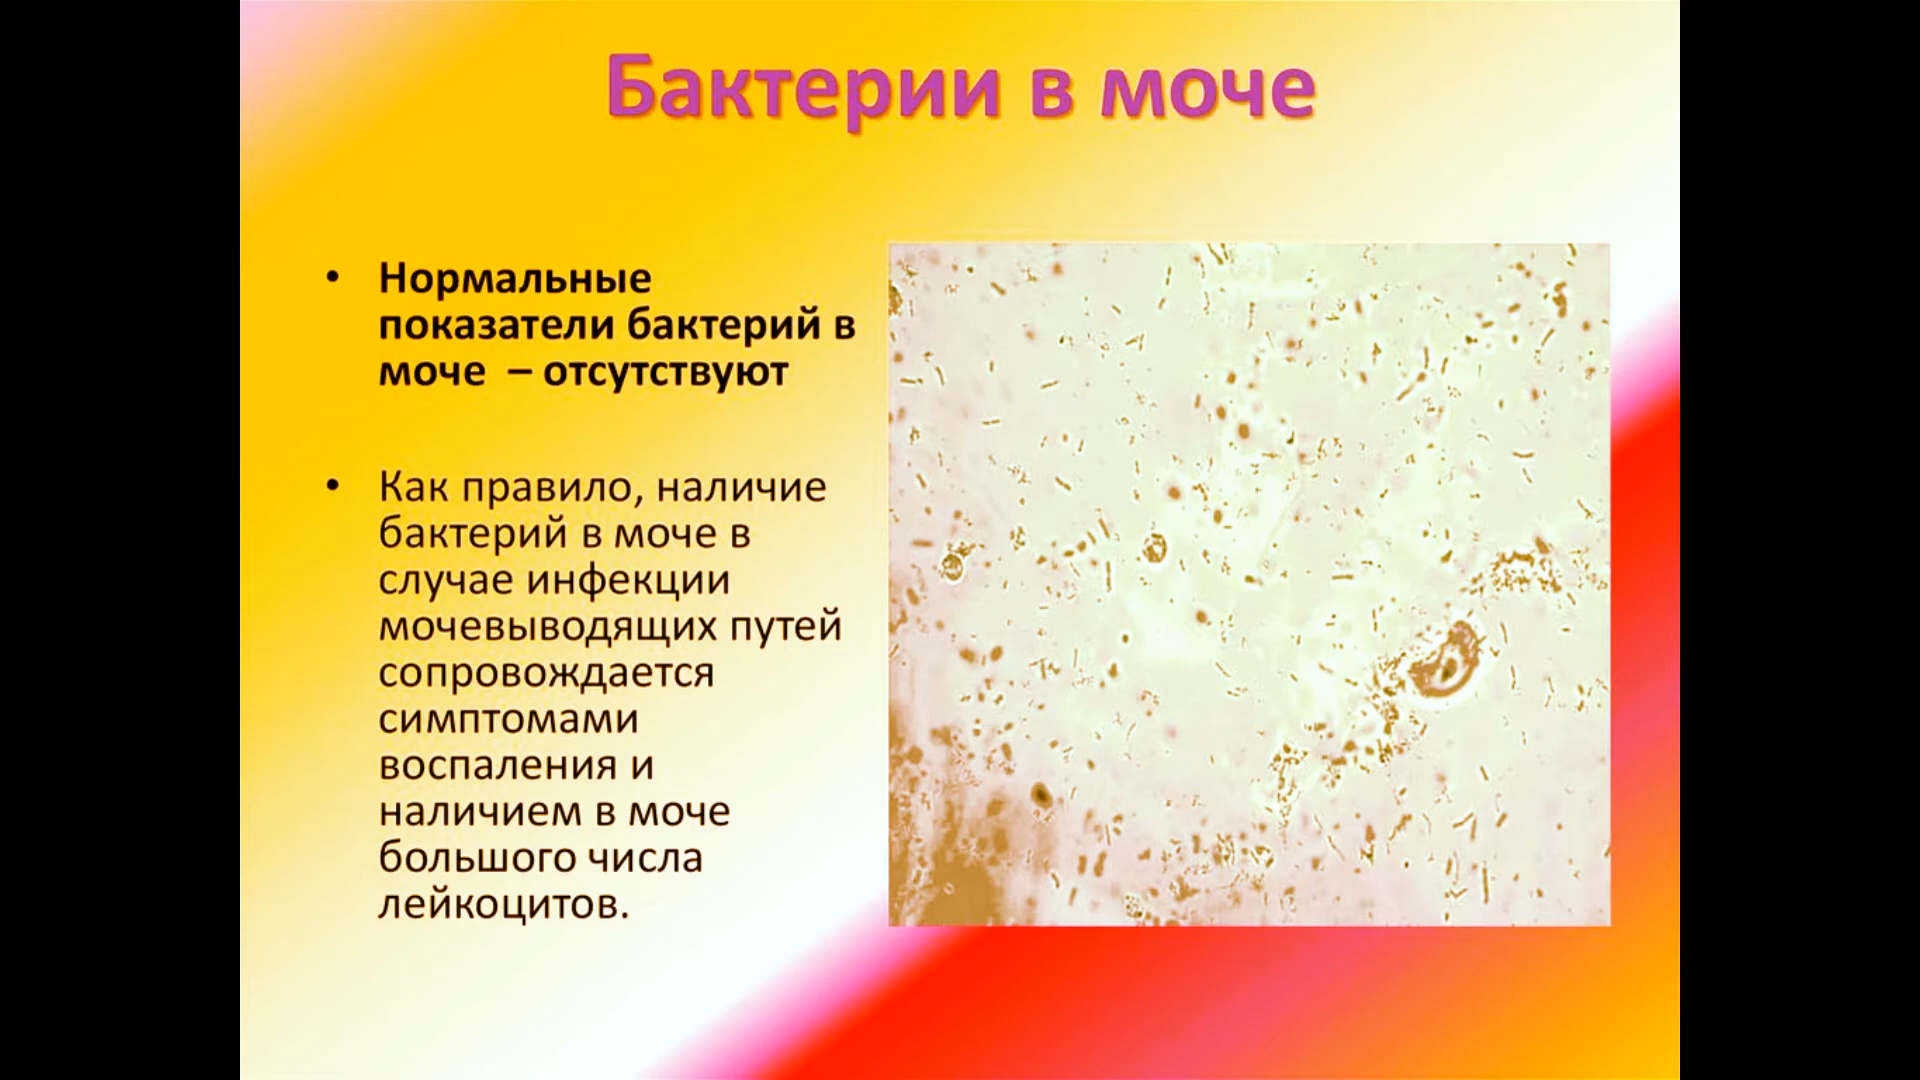 Бактерии в моче
• Нормальные
показатели бактерий в
моче – отсутствуют
• Как правило, наличие
бактерий в моче в
случае инфекции
мочевыводящих путей
сопровождается
симптомами
воспаления и
наличием в моче
большого числа
лейкоцитов.